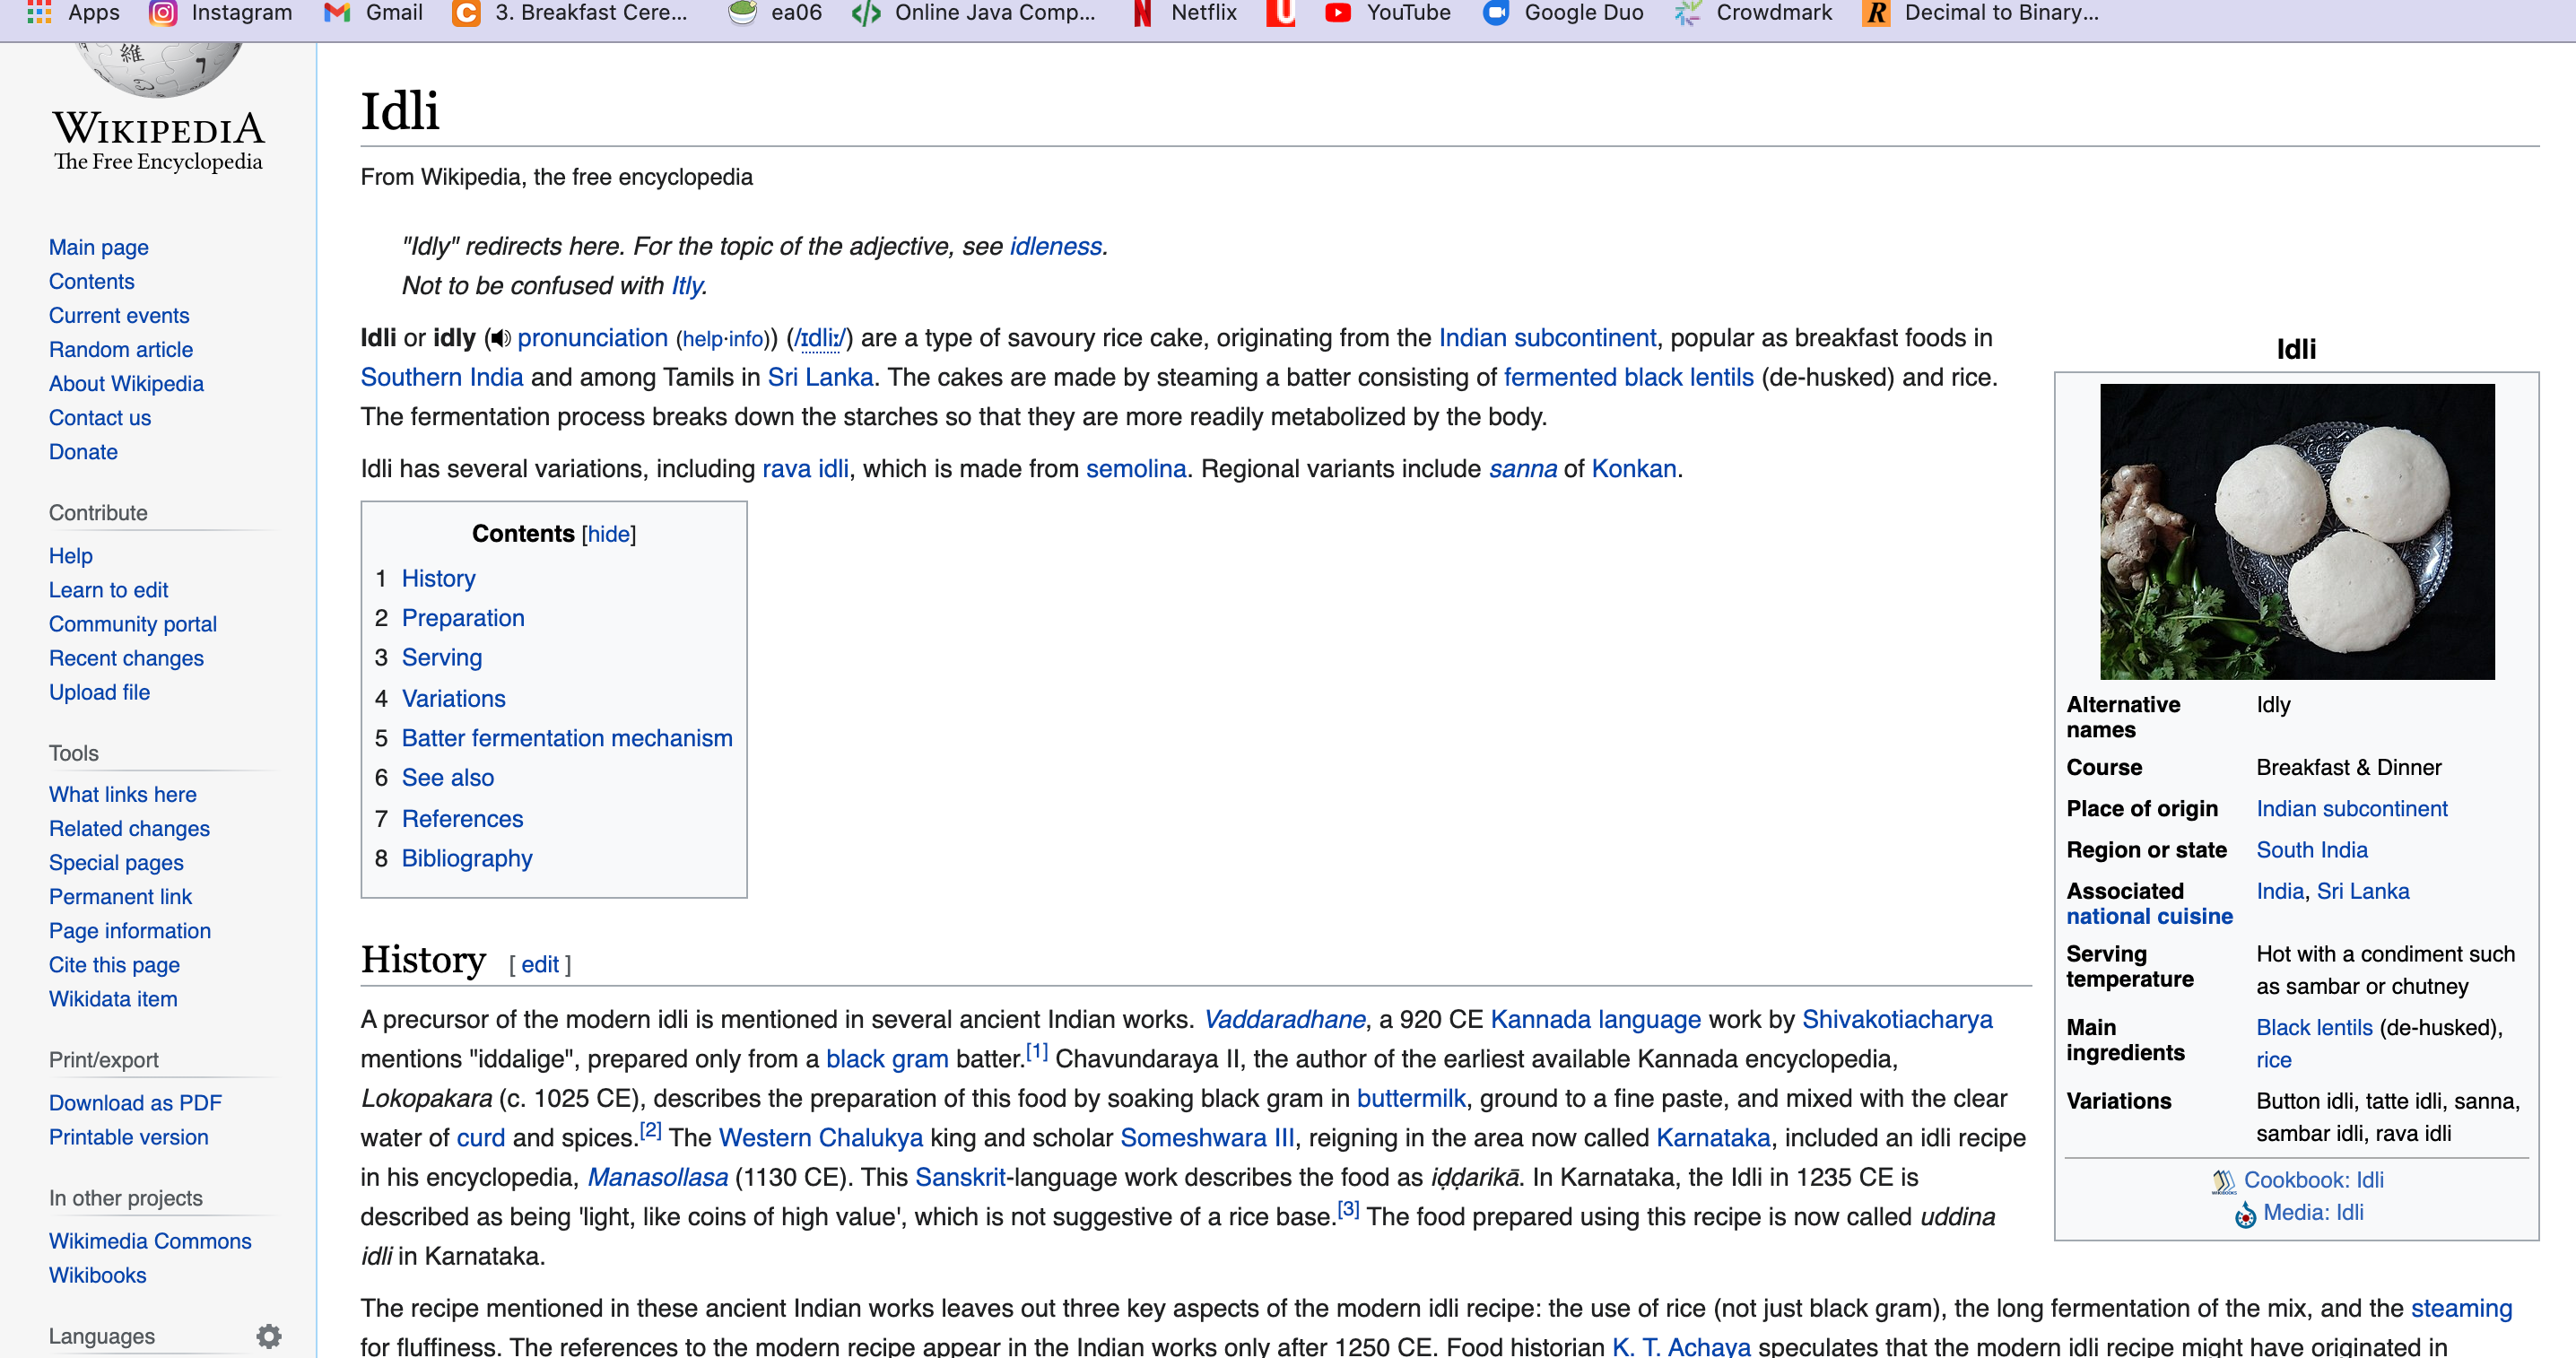 Apps Instagram Gmail 3. Breakfast Cere... ea06 Online Java Comp... Netflix YouTube Google Duo Crowdmark Decimal to Binary...
WIKIPEDIA
The Free Encyclopedia
Main page
Contents
Current events
Random article
About Wikipedia
Contact us
Donate
Contribute
Help
Learn to edit
Community portal
Recent changes
Upload file
Tools
What links here
Related changes
Special pages
Permanent link
Page information
Cite this page
Wikidata item
Print/export
Download as PDF
Printable version
In other projects
Wikimedia Commons
Wikibooks
Languages
Idli
From Wikipedia, the free encyclopedia
"Idly" redirects here. For the topic of the adjective, see idleness.
Not to be confused with Itly.
Idli or idly (pronunciation (help·info)) (/ɪdliː/) are a type of savoury rice cake, originating from the Indian subcontinent, popular as breakfast foods in
Southern India and among Tamils in Sri Lanka. The cakes are made by steaming a batter consisting of fermented black lentils (de-husked) and rice.
The fermentation process breaks down the starches so that they are more readily metabolized by the body.
Idli has several variations, including rava idli, which is made from semolina. Regional variants include sanna of Konkan.
Contents [hide]
1 History
2 Preparation
3 Serving
4 Variations
5 Batter fermentation mechanism
6 See also
7 References
8 Bibliography
History [ edit ]
A precursor of the modern idli is mentioned in several ancient Indian works. Vaddaradhane, a 920 CE Kannada language work by Shivakotiacharya
mentions "iddalige", prepared only from a black gram batter.[1] Chavundaraya II, the author of the earliest available Kannada encyclopedia,
Lokopakara (c. 1025 CE), describes the preparation of this food by soaking black gram in buttermilk, ground to a fine paste, and mixed with the clear
water of curd and spices.[2] The Western Chalukya king and scholar Someshwara III, reigning in the area now called Karnataka, included an idli recipe
in his encyclopedia, Manasollasa (1130 CE). This Sanskrit-language work describes the food as iḍḍarikā. In Karnataka, the Idli in 1235 CE is
described as being 'light, like coins of high value', which is not suggestive of a rice base.[3] The food prepared using this recipe is now called uddina
idli in Karnataka.
The recipe mentioned in these ancient Indian works leaves out three key aspects of the modern idli recipe: the use of rice (not just black gram), the long fermentation of the mix, and the steaming
for fluffiness. The references to the modern recipe appear in the Indian works only after 1250 CE. Food historian K. T. Achaya speculates that the modern idli recipe might have originated in
Idli
Alternative names Idly
Course Breakfast & Dinner
Place of origin Indian subcontinent
Region or state South India
Associated national cuisine India, Sri Lanka
Serving temperature Hot with a condiment such
as sambar or chutney
Main ingredients Black lentils (de-husked),
rice
Variations Button idli, tatte idli, sanna,
sambar idli, rava idli
Cookbook: Idli
Media: Idli